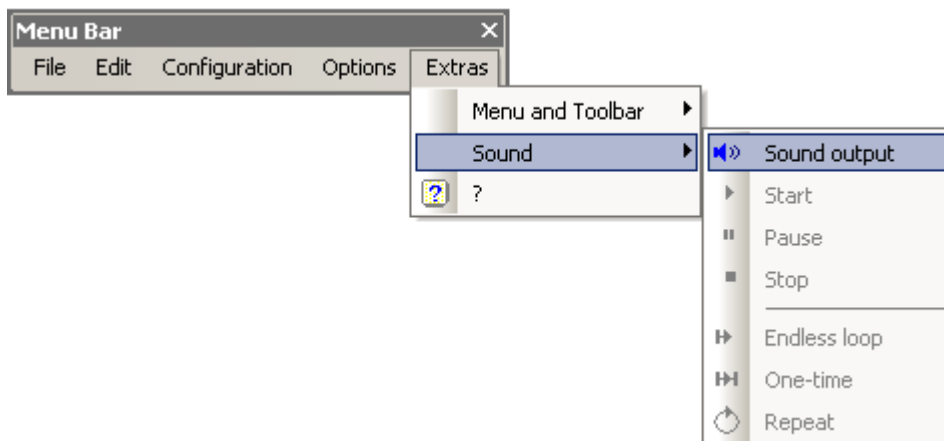 Menu Bar
File Edit Configuration Options Extras
Menu and Toolbar
Sound
?
Sound output
Start
Pause
Stop
Endless loop
One-time
Repeat